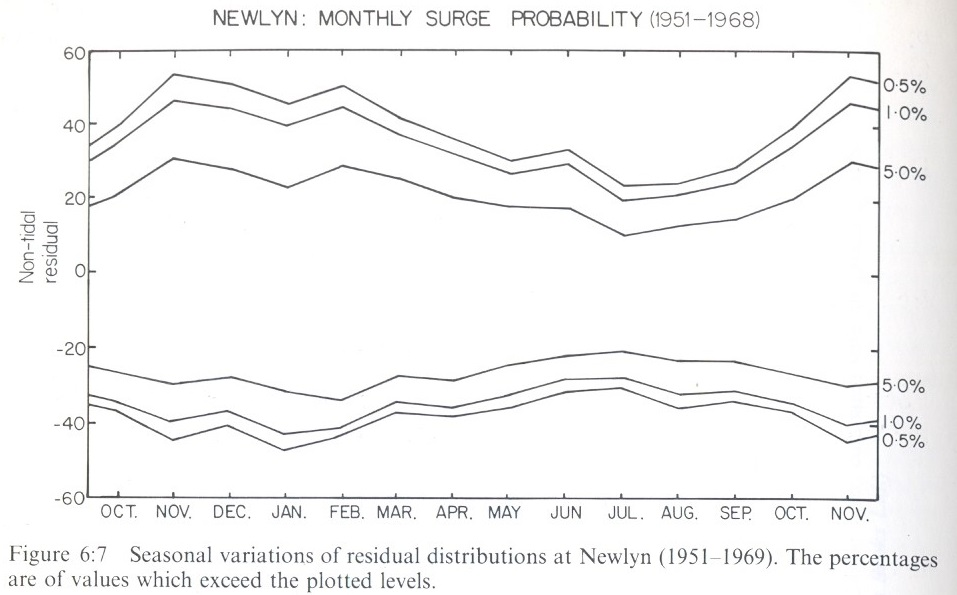 NEWLYN: MONTHLY SURGE PROBABILITY (1951–1968)
60
40
20
0
-20
-40
-60
Non-tidal
residual
0·5%
1·0%
5·0%
5·0%
1·0%
0·5%
OCT. NOV. DEC. JAN. FEB. MAR. APR. MAY JUN JUL. AUG. SEP. OCT. NOV.
Figure 6:7 Seasonal variations of residual distributions at Newlyn (1951–1969). The percentages
are of values which exceed the plotted levels.